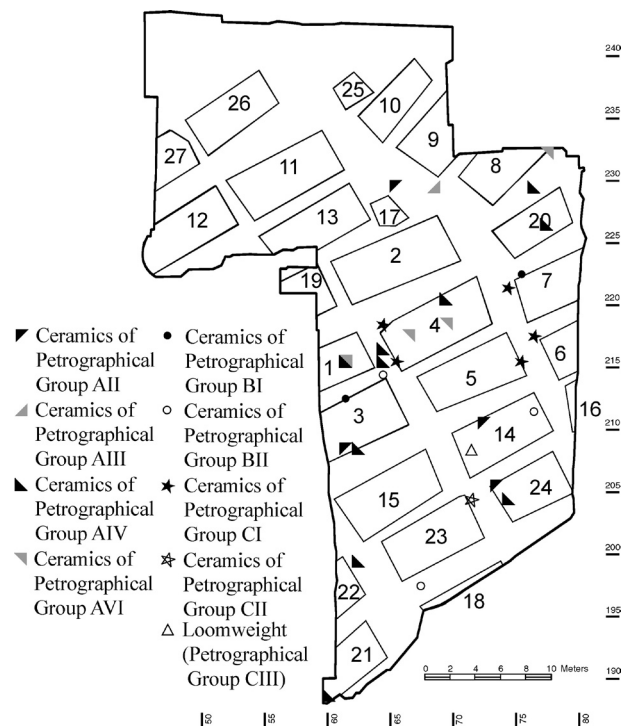 240
235
230
225
220
215
210
205
200
195
190
25
26
10
9
27
11
8
12
13
17
20
2
19
7
4
1
6
5
16
3
14
15
24
23
22
18
21
Ceramics of
Petrographical
Group AII
Ceramics of
Petrographical
Group AIII
Ceramics of
Petrographical
Group AIV
Ceramics of
Petrographical
Group AVI
Ceramics of
Petrographical
Group BI
Ceramics of
Petrographical
Group BII
Ceramics of
Petrographical
Group CI
Ceramics of
Petrographical
Group CII
Loomweight
(Petrographical
Group CIII)
0 2 4 6 8 10 Meters
50 55 60 65 70 75 80